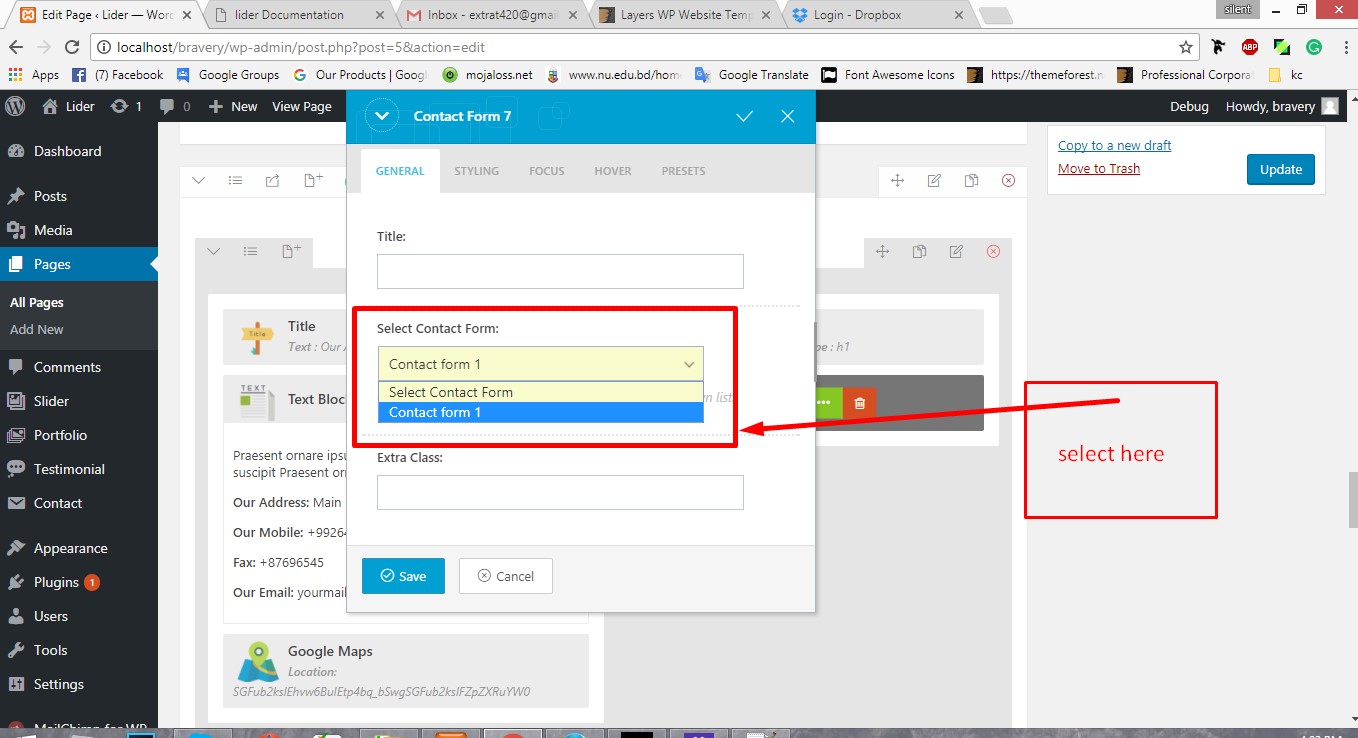 Edit Page ‹ Lider — Wor
lider Documentation
Inbox - extrat420@gmail
Layers WP Website Temp
Login - Dropbox
silent
localhost/bravery/wp-admin/post.php?post=5&action=edit
ABP
Apps
(7) Facebook
Google Groups
Our Products | Googl
mojaloss.net
www.nu.edu.bd/hom
Google Translate
Font Awesome Icons
https://themeforest.n
Professional Corporat
kc
Lider
1
0
New
View Page
Debug
Howdy, bravery
Contact Form 7
Dashboard
Posts
Media
Pages
All Pages
Add New
Comments
Slider
Portfolio
Testimonial
Contact
Appearance
Plugins 1
Users
Tools
Settings
MailChimp for WP
GENERAL
STYLING
FOCUS
HOVER
PRESETS
Title:
Select Contact Form:
Contact form 1
Select Contact Form
Contact form 1
Extra Class:
Save
Cancel
Copy to a new draft
Move to Trash
Update
Title
Title
Text : Our A
pe : h1
TEXT
Text Bloc
n list
Praesent ornare ipsu
suscipit Praesent orn
Our Address: Main
Our Mobile: +9926
Fax: +87696545
Our Email: yourmail
Google Maps
Location:
select here